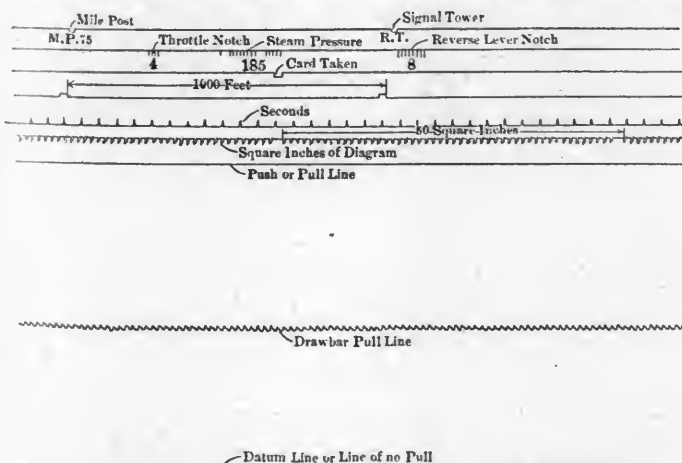 Mile Post
Signal Tower
M.P.75
Throttle Notch
Steam Pressure
R.T.
Reverse Lever Notch
4
185
Card Taken
8
1000 Feet
Seconds
50 Square Inches
Square Inches of Diagram
Push or Pull Line
Drawbar Pull Line
Datum Line or Line of no Pull